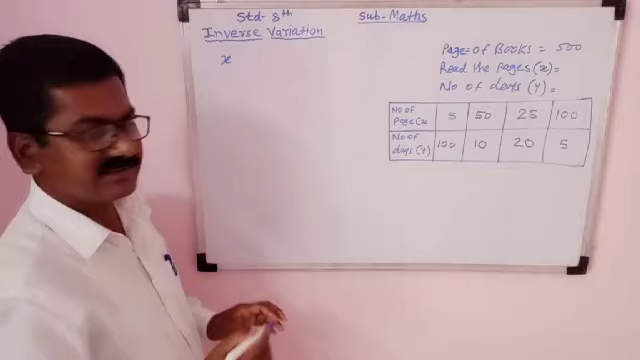 Std- 8th Sub- Maths
Inverse Variation
x
Pages of Books = 500
Read the pages (x)=
No of days (y) =
No of Page (x 5 50 25 100
No of days (y) 100 10 20 5